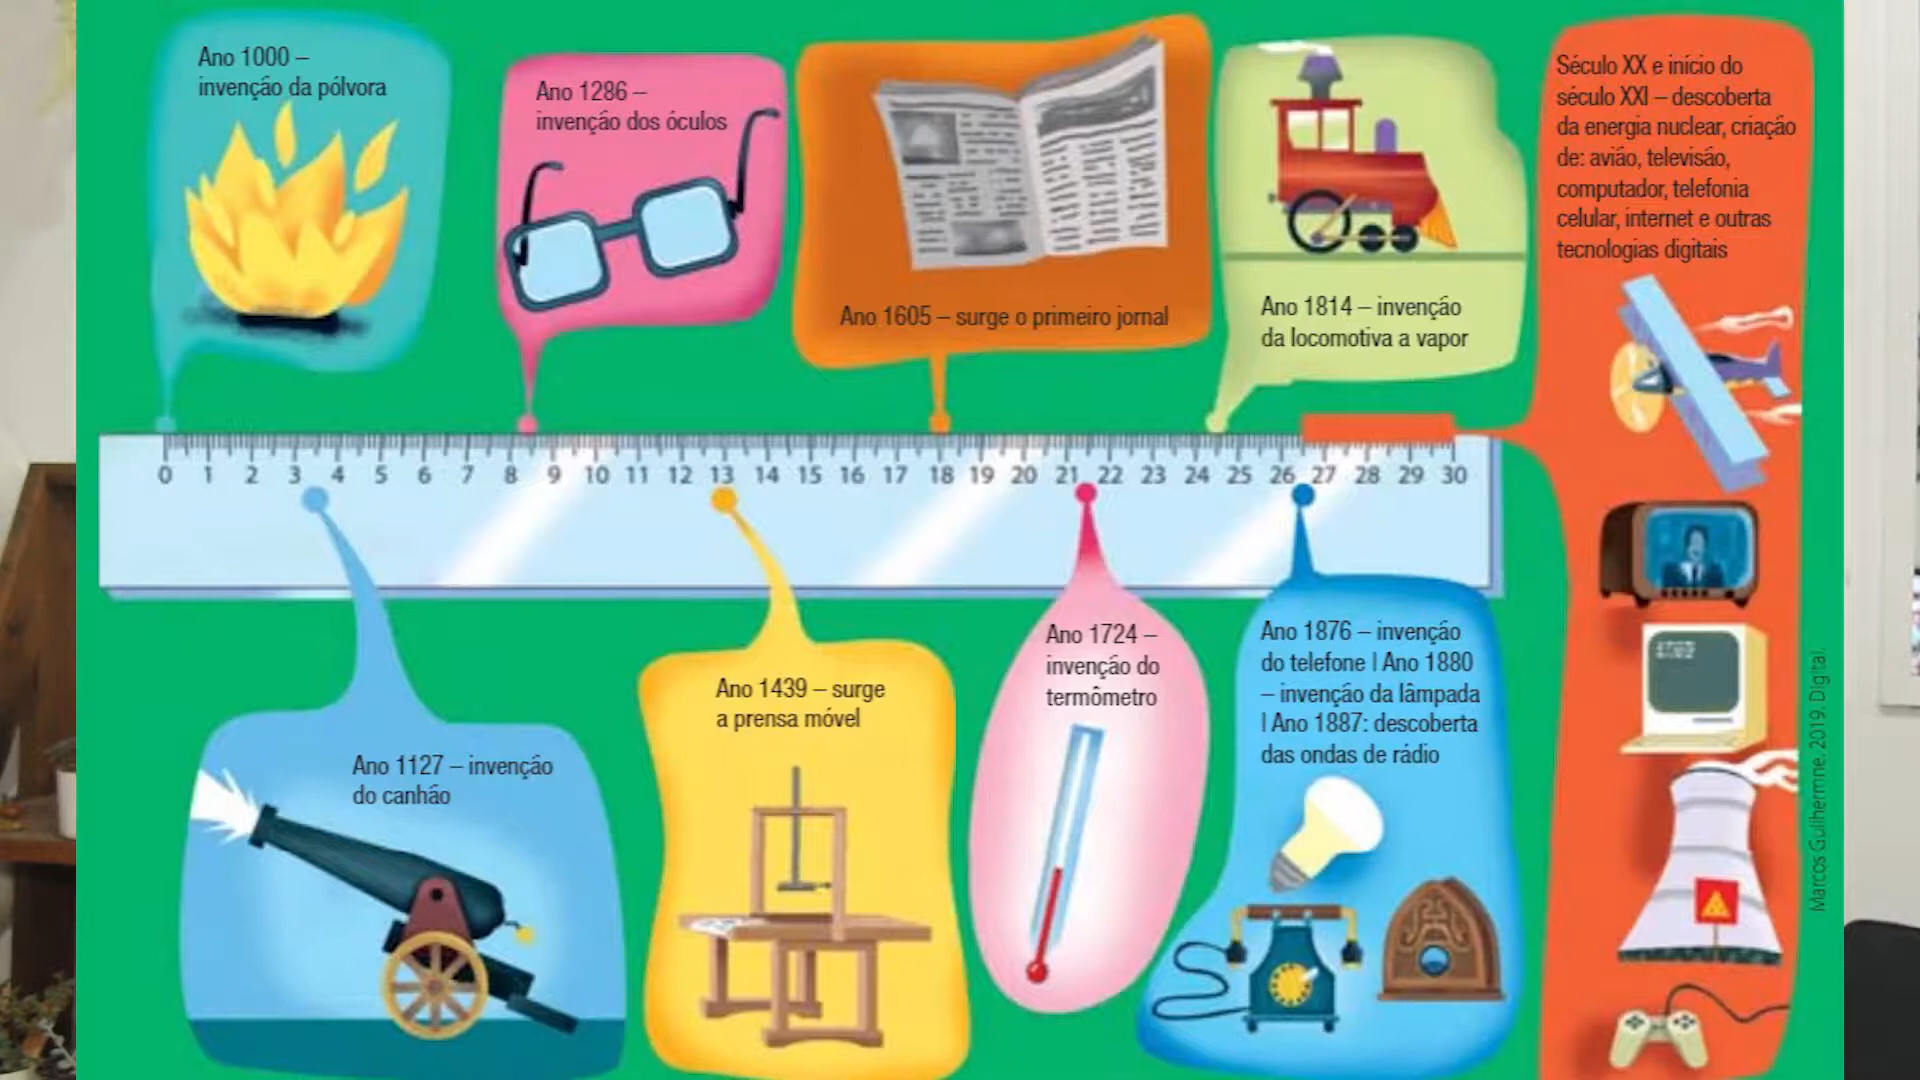 Ano 1000 –
invenção da pólvora
Ano 1286 –
invenção dos óculos
Ano 1605 – surge o primeiro jornal
Ano 1814 – invenção
da locomotiva a vapor
Século XX e início do
século XXI – descoberta
da energia nuclear, criação
de: avião, televisão,
computador, telefonia
celular, internet e outras
tecnologias digitais
0 1 2 3 4 5 6 7 8 9 10 11 12 13 14 15 16 17 18 19 20 21 22 23 24 25 26 27 28 29 30
Ano 1127 – invenção
do canhão
Ano 1439 – surge
a prensa móvel
Ano 1724 –
invenção do
termômetro
Ano 1876 – invenção
do telefone | Ano 1880
– invenção da lâmpada
| Ano 1887: descoberta
das ondas de rádio
Marcos Guilherme. 2019. Digital.